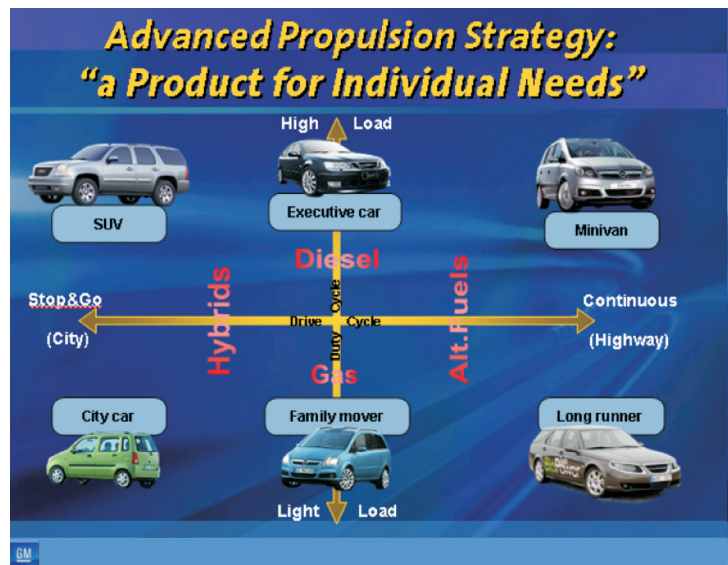 Advanced Propulsion Strategy:
“a Product for Individual Needs”
High Load
SUV
Executive car
Minivan
Diesel
Hybrids
Alt.Fuels
Stop&Go
(City)
Continuous
(Highway)
Drive Cycle
Duty Cycle
Gas
City car
Family mover
Long runner
Light Load
GM